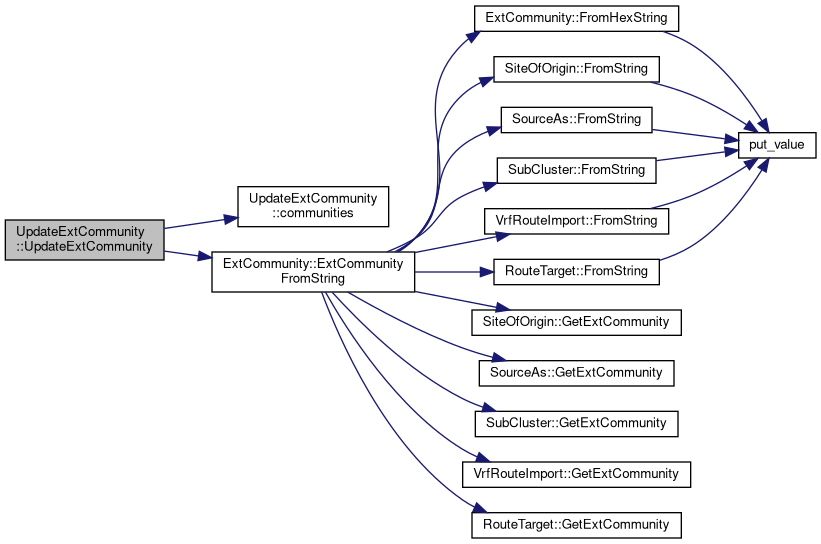 UpdateExtCommunity
::UpdateExtCommunity
UpdateExtCommunity
::communities
ExtCommunity::ExtCommunity
FromString
ExtCommunity::FromHexString
SiteOfOrigin::FromString
SourceAs::FromString
SubCluster::FromString
VrfRouteImport::FromString
RouteTarget::FromString
SiteOfOrigin::GetExtCommunity
SourceAs::GetExtCommunity
SubCluster::GetExtCommunity
VrfRouteImport::GetExtCommunity
RouteTarget::GetExtCommunity
put_value